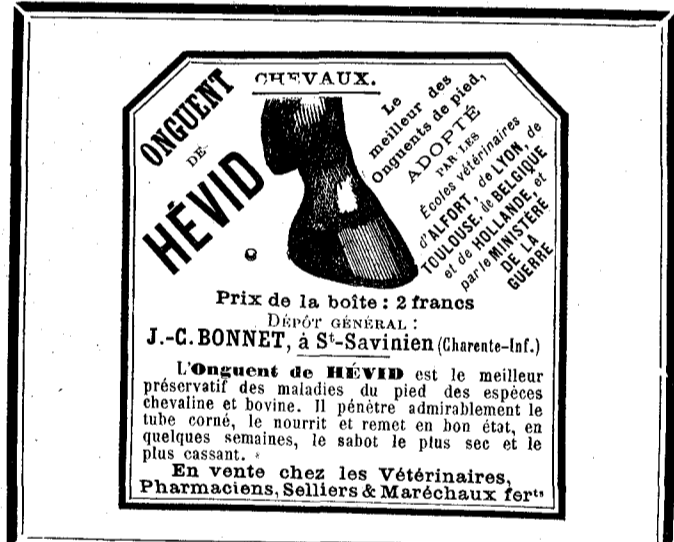 CHEVAUX.
ONGUENT
DE
HÉVID
Le
meilleur des
Onguents de pied,
ADOPTÉ
PAR LES
Écoles vétérinaires
d'ALFORT, de LYON, de
TOULOUSE, de BELGIQUE
et de HOLLANDE, et
par le MINISTÈRE
DE LA
GUERRE
Prix de la boîte : 2 francs
DÉPÔT GÉNÉRAL :
J.-C. BONNET, à St-Savinien (Charente-Inf.)
L'Onguent de HÉVID est le meilleur
préservatif des maladies du pied des espèces
chevaline et bovine. Il pénètre admirablement le
tube corné, le nourrit et remet en bon état, en
quelques semaines, le sabot le plus sec et le
plus cassant.
En vente chez les Vétérinaires,
Pharmaciens, Selliers & Maréchaux ferts